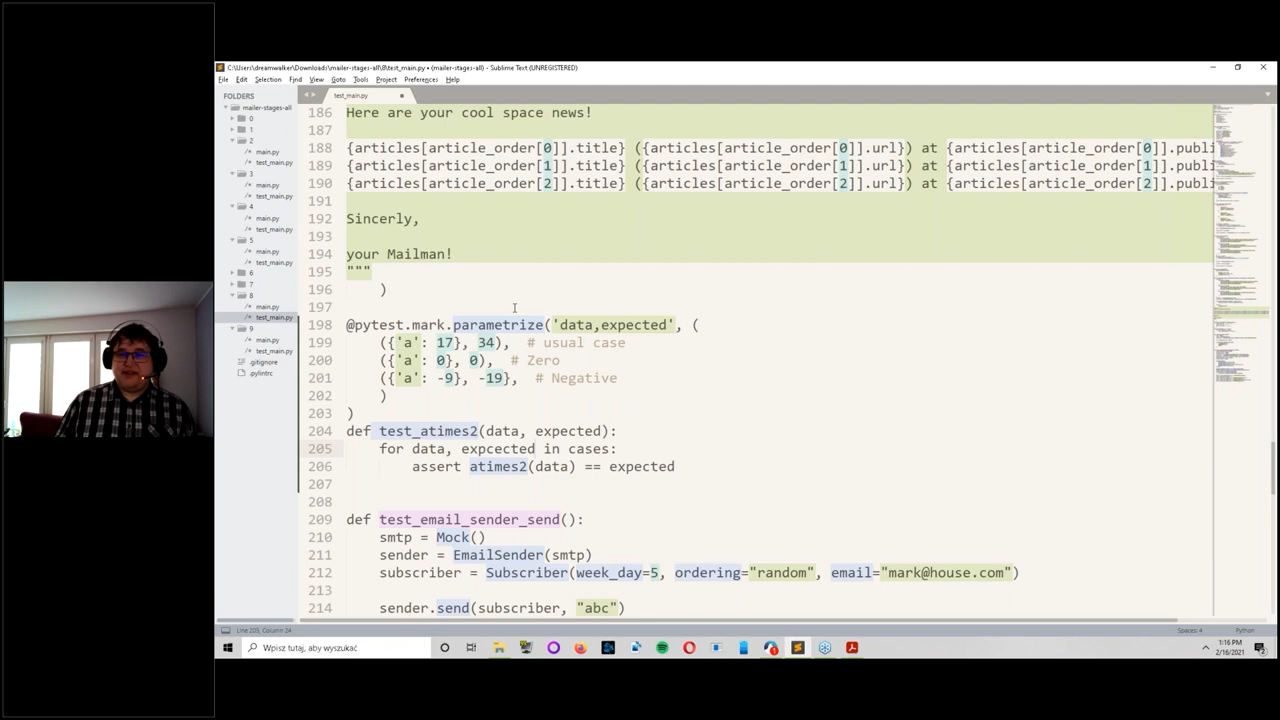 C:\Users\dreamwalker\Downloads\mailer-stages-all\8\test_main.py • (mailer-stages-all) - Sublime Text (UNREGISTERED)
File Edit Selection Find View Goto Tools Project Preferences Help
FOLDERS
mailer-stages-all
0
1
2
main.py
test_main.py
3
main.py
test_main.py
4
main.py
test_main.py
5
main.py
test_main.py
6
7
8
main.py
test_main.py
9
main.py
test_main.py
.gitignore
.pylintrc
test_main.py
186 Here are your cool space news!
187
188 {articles[article_order[0]].title} ({articles[article_order[0]].url}) at {articles[article_order[0]].publ
189 {articles[article_order[1]].title} ({articles[article_order[1]].url}) at {articles[article_order[1]].publ
190 {articles[article_order[2]].title} ({articles[article_order[2]].url}) at {articles[article_order[2]].publ
191
192 Sincerly,
193
194 your Mailman!
195 """
196 )
197
198 @pytest.mark.parametrize('data,expected', (
199 ({'a': 17}, 34), # usual case
200 ({'a': 0}, 0), # Zero
201 ({'a': -9}, -19), # Negative
202 )
203 )
204 def test_atimes2(data, expected):
205 for data, expcected in cases:
206 assert atimes2(data) == expected
207
208
209 def test_email_sender_send():
210 smtp = Mock()
211 sender = EmailSender(smtp)
212 subscriber = Subscriber(week_day=5, ordering="random", email="mark@house.com")
213
214 sender.send(subscriber, "abc")
Line 205, Column 24
Spaces: 4 Python
Wpisz tutaj, aby wyszukać
1:16 PM
2/16/2021
2